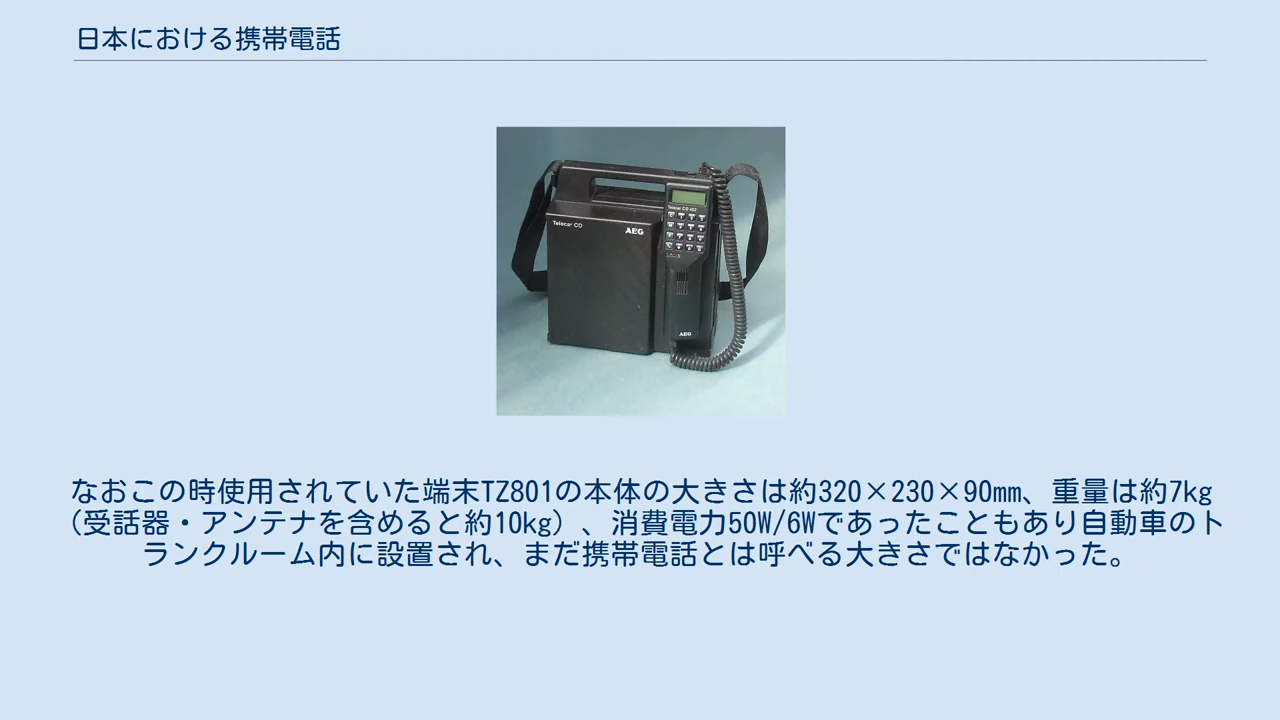 日本における携帯電話
Telecar CD
AEG
Telecar CD 452
AEG
なおこの時使用されていた端末TZ801の本体の大きさは約320×230×90mm、重量は約7kg
(受話器・アンテナを含めると約10kg）、消費電力50W/6Wであったこともあり自動車のト
ランクルーム内に設置され、まだ携帯電話とは呼べる大きさではなかった。